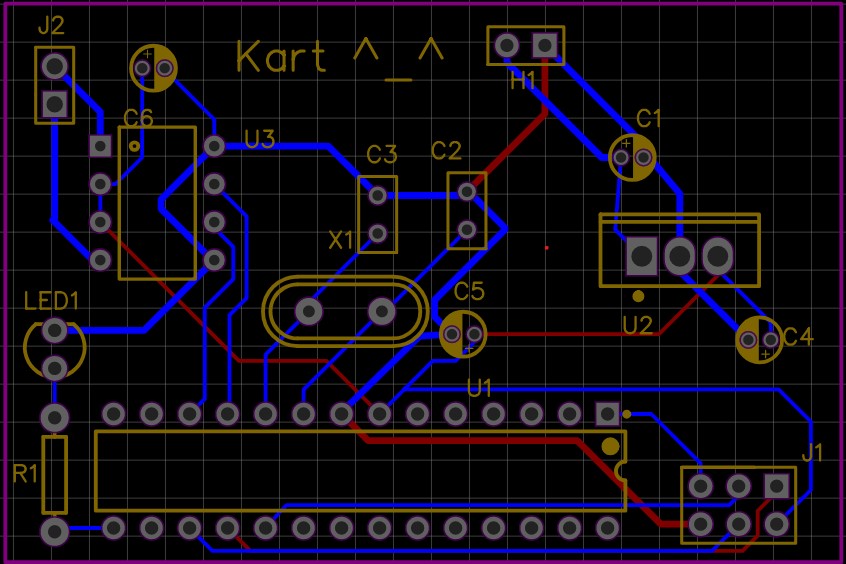 J2
Kart ^_^
H1
C6
C1
U3
C3
C2
X1
LED1
C5
U2
C4
U1
J1
R1
+
+
+
+